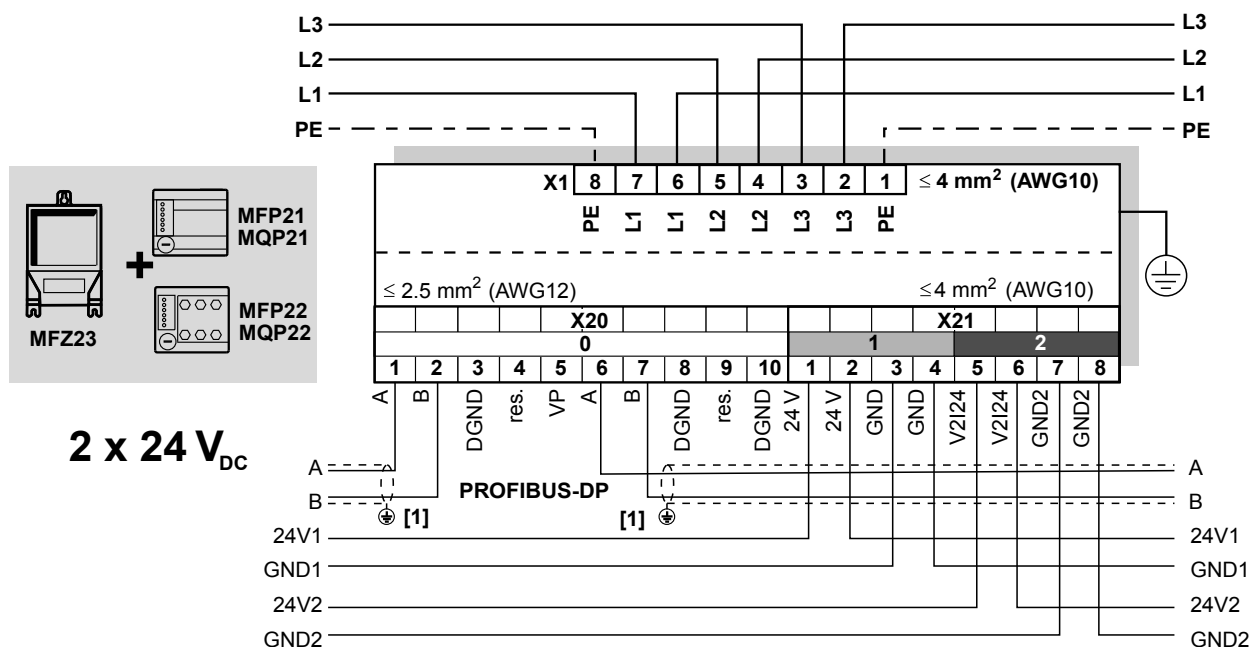 L3 L3
L2 L2
L1 L1
PE PE
X1 8 7 6 5 4 3 2 1 ≤ 4 mm² (AWG10)
PE L1 L1 L2 L2 L3 L3 PE
MFP21
MQP21
MFP22
MQP22
MFZ23
≤ 2.5 mm² (AWG12) ≤4 mm² (AWG10)
X20 X21
0 1 2
1 2 3 4 5 6 7 8 9 10 1 2 3 4 5 6 7 8
A B DGND res. VP A B DGND res. DGND 24 V 24 V GND GND V2I24 V2I24 GND2 GND2
2 x 24 VDC
A A
PROFIBUS-DP
B B
[1] [1]
24V1 24V1
GND1 GND1
24V2 24V2
GND2 GND2